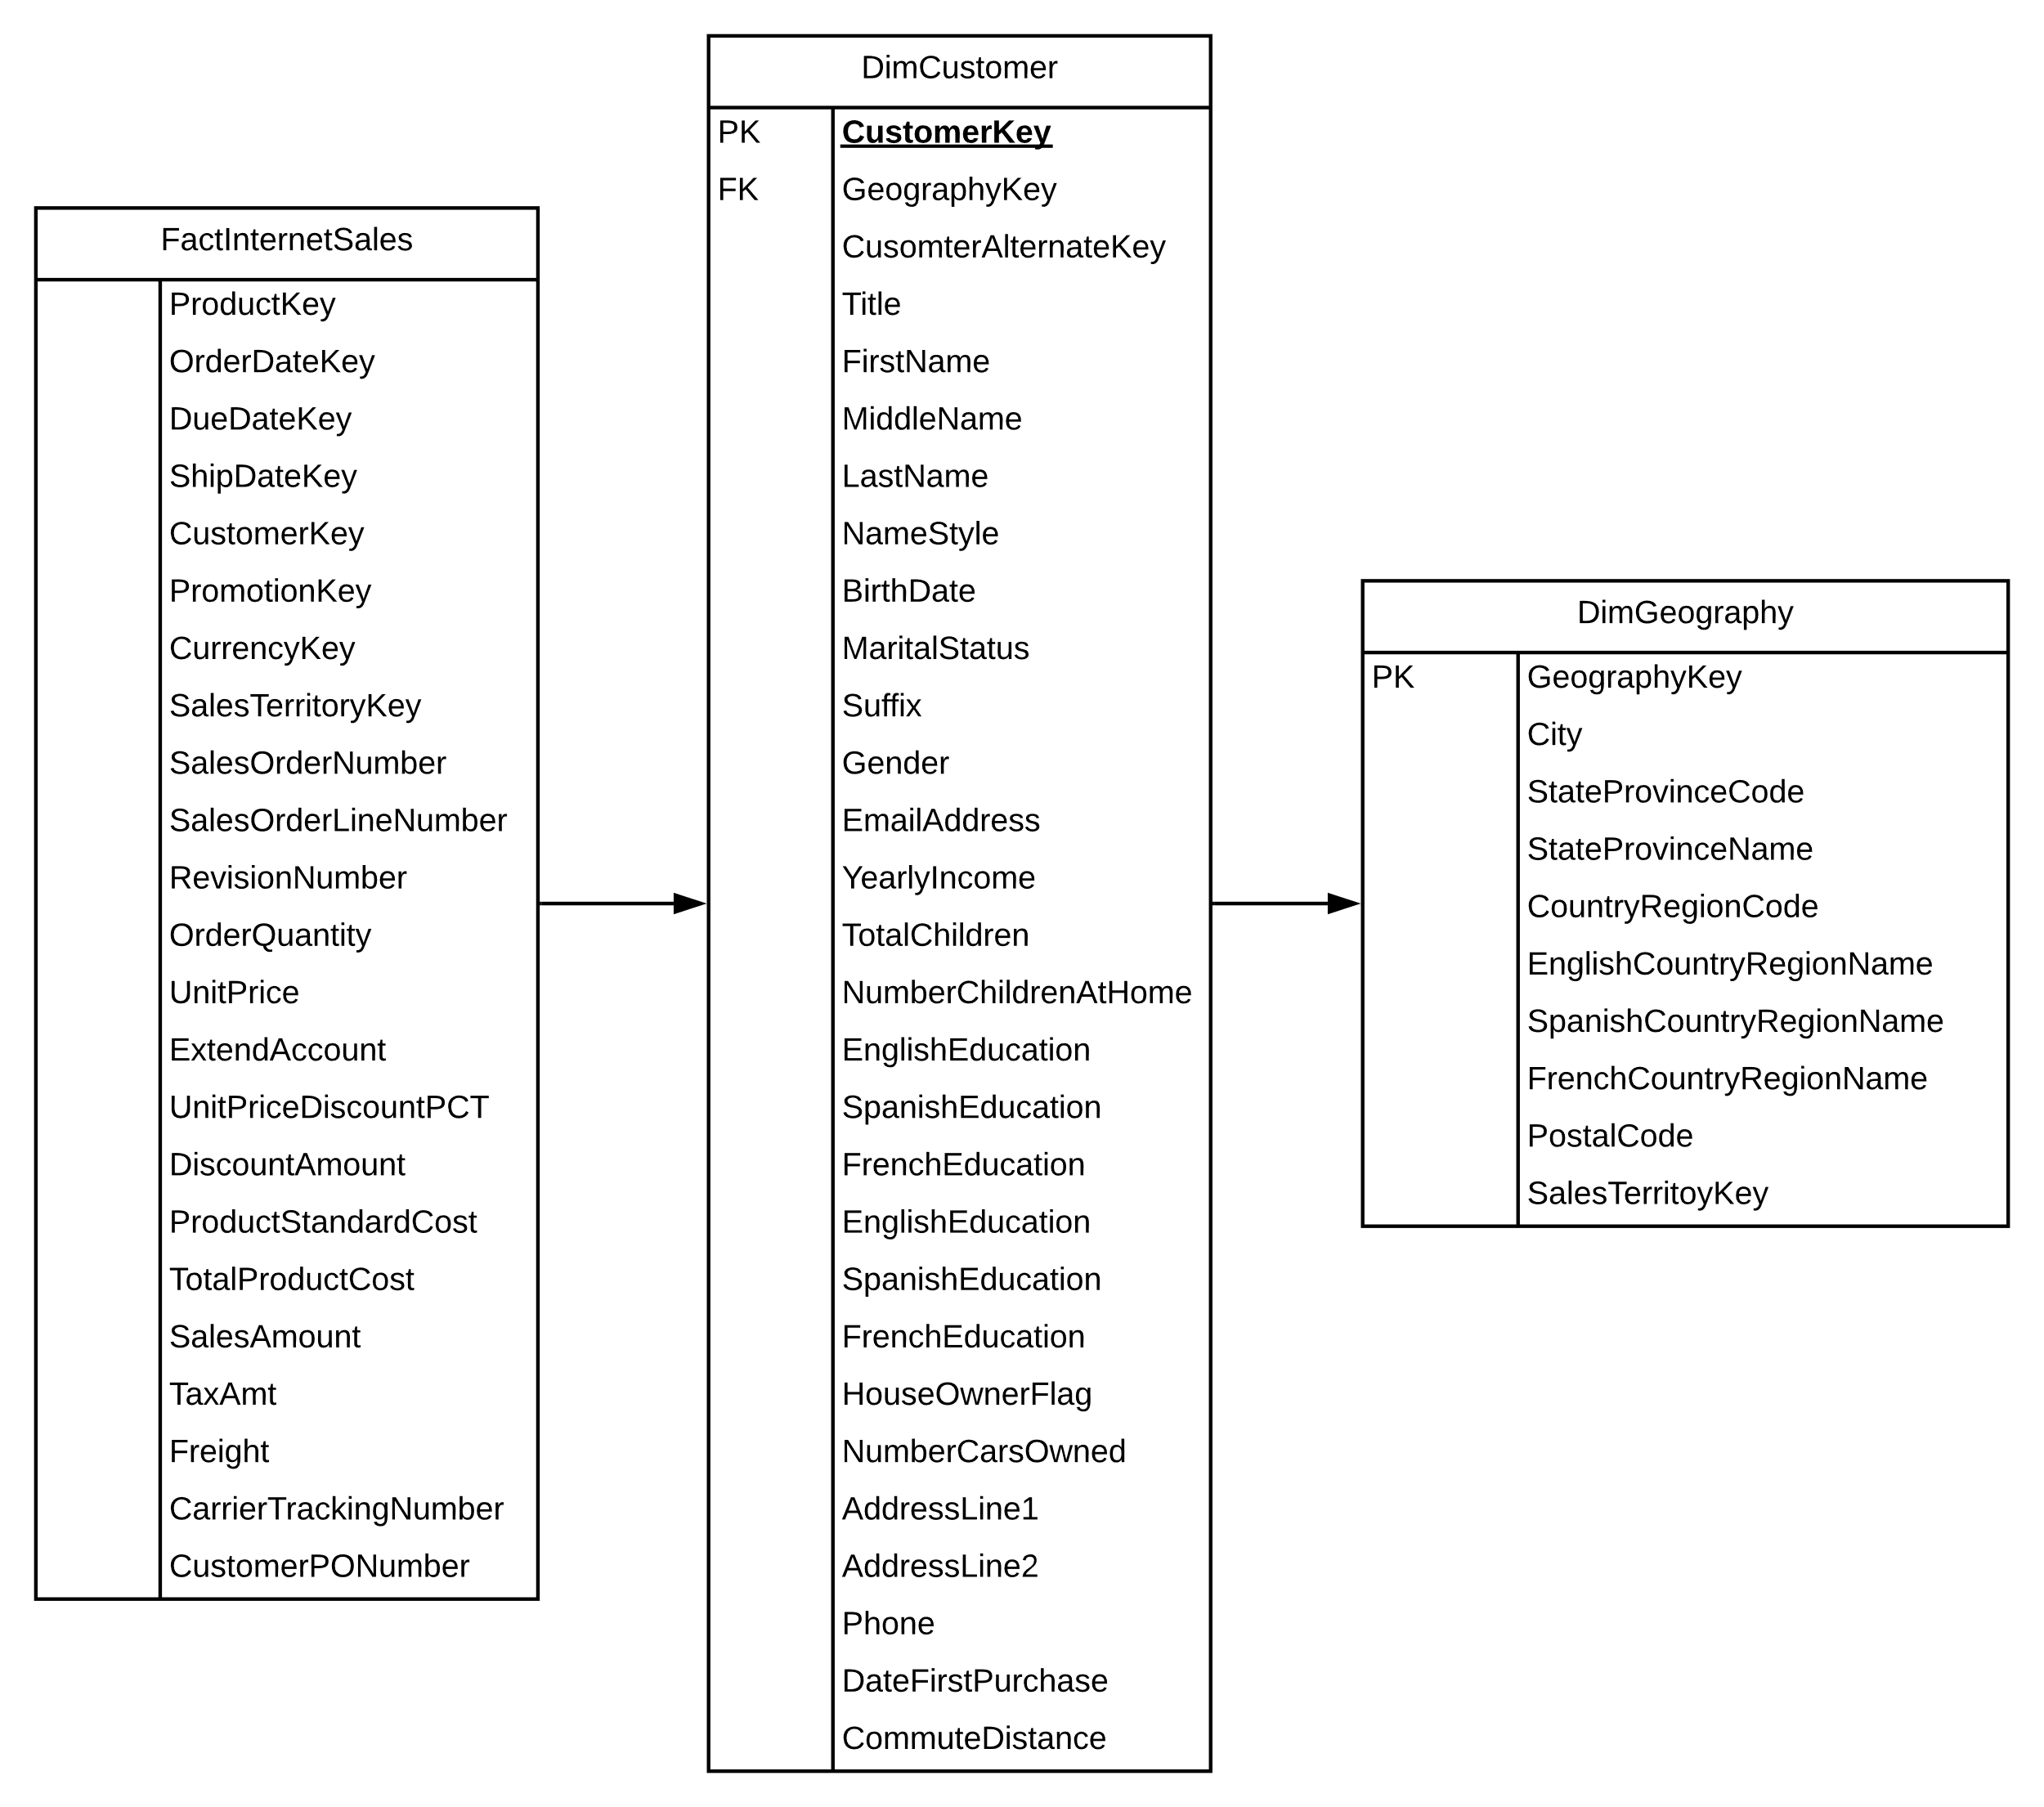 FactInternetSales
ProductKey
OrderDateKey
DueDateKey
ShipDateKey
CustomerKey
PromotionKey
CurrencyKey
SalesTerritoryKey
SalesOrderNumber
SalesOrderLineNumber
RevisionNumber
OrderQuantity
UnitPrice
ExtendAccount
UnitPriceDiscountPCT
DiscountAmount
ProductStandardCost
TotalProductCost
SalesAmount
TaxAmt
Freight
CarrierTrackingNumber
CustomerPONumber
DimCustomer
PK CustomerKey
FK GeographyKey
CusomterAlternateKey
Title
FirstName
MiddleName
LastName
NameStyle
BirthDate
MaritalStatus
Suffix
Gender
EmailAddress
YearlyIncome
TotalChildren
NumberChildrenAtHome
EnglishEducation
SpanishEducation
FrenchEducation
EnglishEducation
SpanishEducation
FrenchEducation
HouseOwnerFlag
NumberCarsOwned
AddressLine1
AddressLine2
Phone
DateFirstPurchase
CommuteDistance
DimGeography
PK GeographyKey
City
StateProvinceCode
StateProvinceName
CountryRegionCode
EnglishCountryRegionName
SpanishCountryRegionName
FrenchCountryRegionName
PostalCode
SalesTerritoyKey